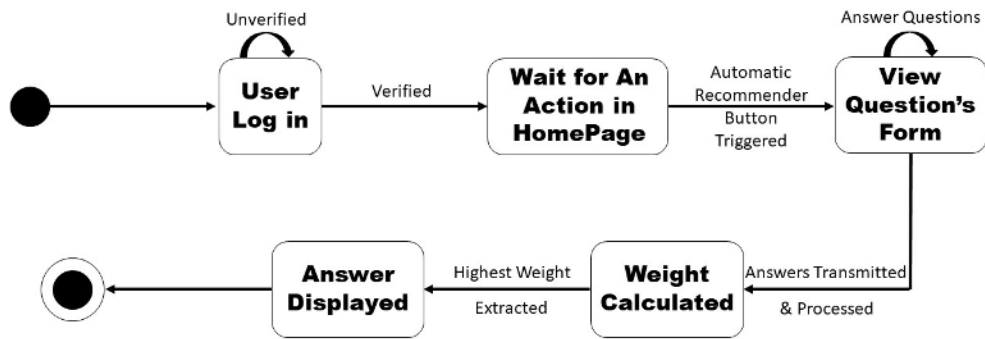 Unverified
User
Log in
Verified
Wait for An
Action in
HomePage
Automatic
Recommender
Button
Triggered
Answer Questions
View
Question's
Form
Answers Transmitted
& Processed
Weight
Calculated
Highest Weight
Extracted
Answer
Displayed